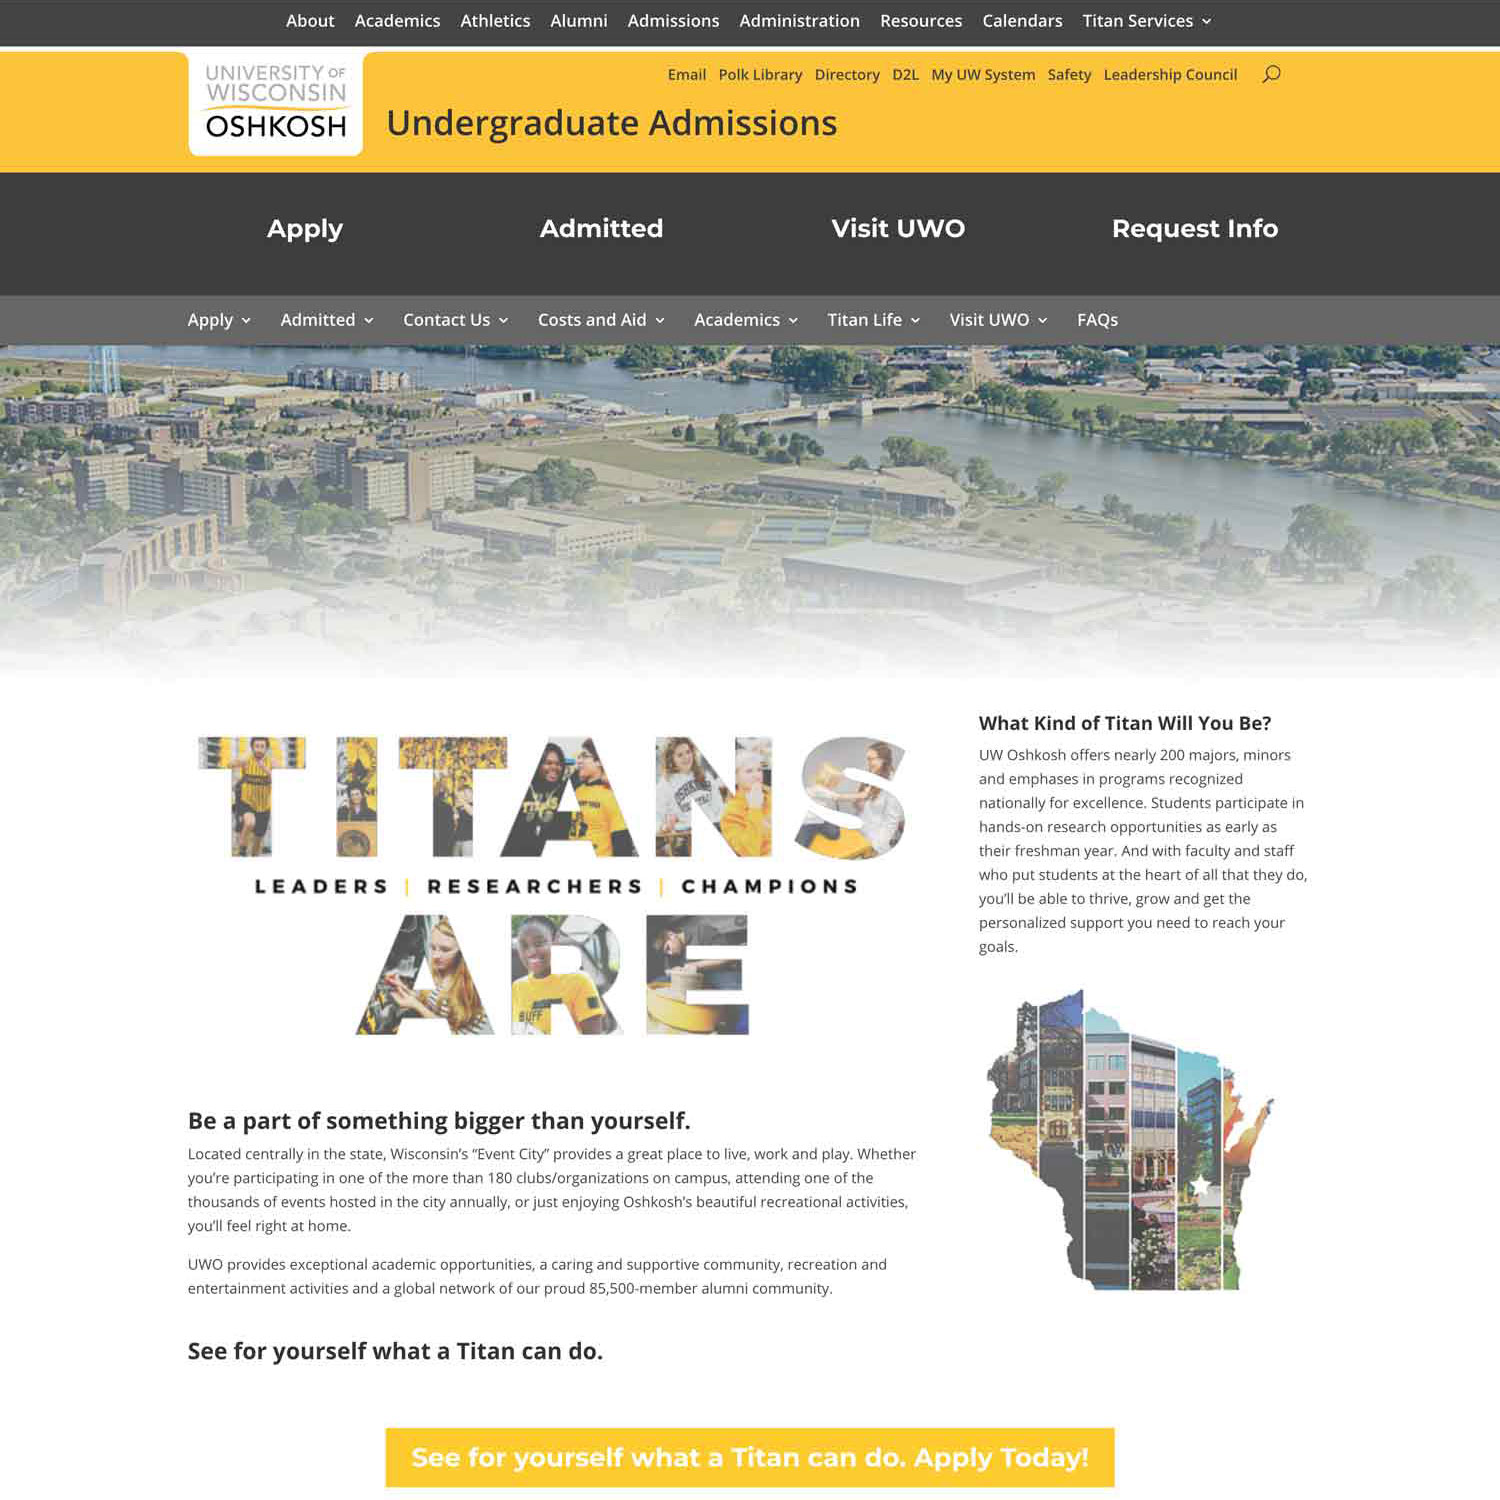 About Academics Athletics Alumni Admissions Administration Resources Calendars Titan Services
UNIVERSITY OF
WISCONSIN
OSHKOSH
Email Polk Library Directory D2L My UW System Safety Leadership Council
Undergraduate Admissions
Apply Admitted Visit UWO Request Info
Apply Admitted Contact Us Costs and Aid Academics Titan Life Visit UWO FAQs
TITANS
LEADERS | RESEARCHERS | CHAMPIONS
ARE
BUFF
What Kind of Titan Will You Be?
UW Oshkosh offers nearly 200 majors, minors
and emphases in programs recognized
nationally for excellence. Students participate in
hands-on research opportunities as early as
their freshman year. And with faculty and staff
who put students at the heart of all that they do,
you’ll be able to thrive, grow and get the
personalized support you need to reach your
goals.
Be a part of something bigger than yourself.
Located centrally in the state, Wisconsin’s “Event City” provides a great place to live, work and play. Whether
you’re participating in one of the more than 180 clubs/organizations on campus, attending one of the
thousands of events hosted in the city annually, or just enjoying Oshkosh’s beautiful recreational activities,
you’ll feel right at home.
UWO provides exceptional academic opportunities, a caring and supportive community, recreation and
entertainment activities and a global network of our proud 85,500-member alumni community.
See for yourself what a Titan can do.
See for yourself what a Titan can do. Apply Today!